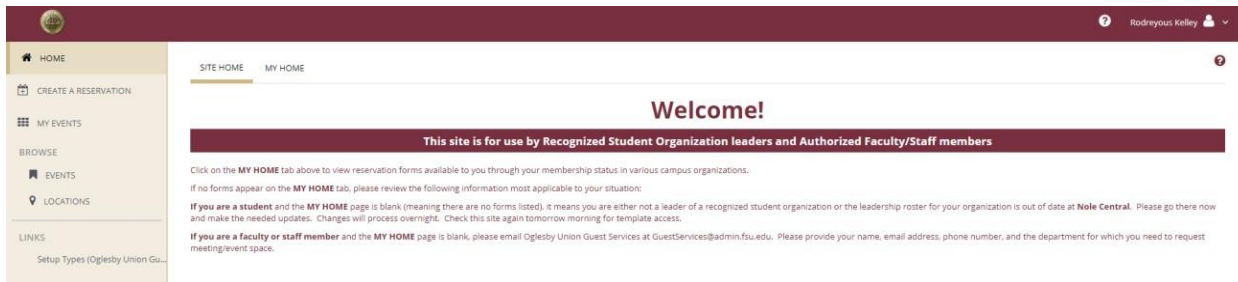 Rodreyous Kelley
HOME
CREATE A RESERVATION
MY EVENTS
BROWSE
EVENTS
LOCATIONS
LINKS
Setup Types (Oglesby Union Gu...
SITE HOME MY HOME
Welcome!
This site is for use by Recognized Student Organization leaders and Authorized Faculty/Staff members
Click on the MY HOME tab above to view reservation forms available to you through your membership status in various campus organizations.
If no forms appear on the MY HOME tab, please review the following information most applicable to your situation:
If you are a student and the MY HOME page is blank (meaning there are no forms listed), it means you are either not a leader of a recognized student organization or the leadership roster for your organization is out of date at Nole Central. Please go there now
and make the needed updates. Changes will process overnight. Check this site again tomorrow morning for template access.
If you are a faculty or staff member and the MY HOME page is blank, please email Oglesby Union Guest Services at GuestServices@admin.fsu.edu. Please provide your name, email address, phone number, and the department for which you need to request
meeting/event space.